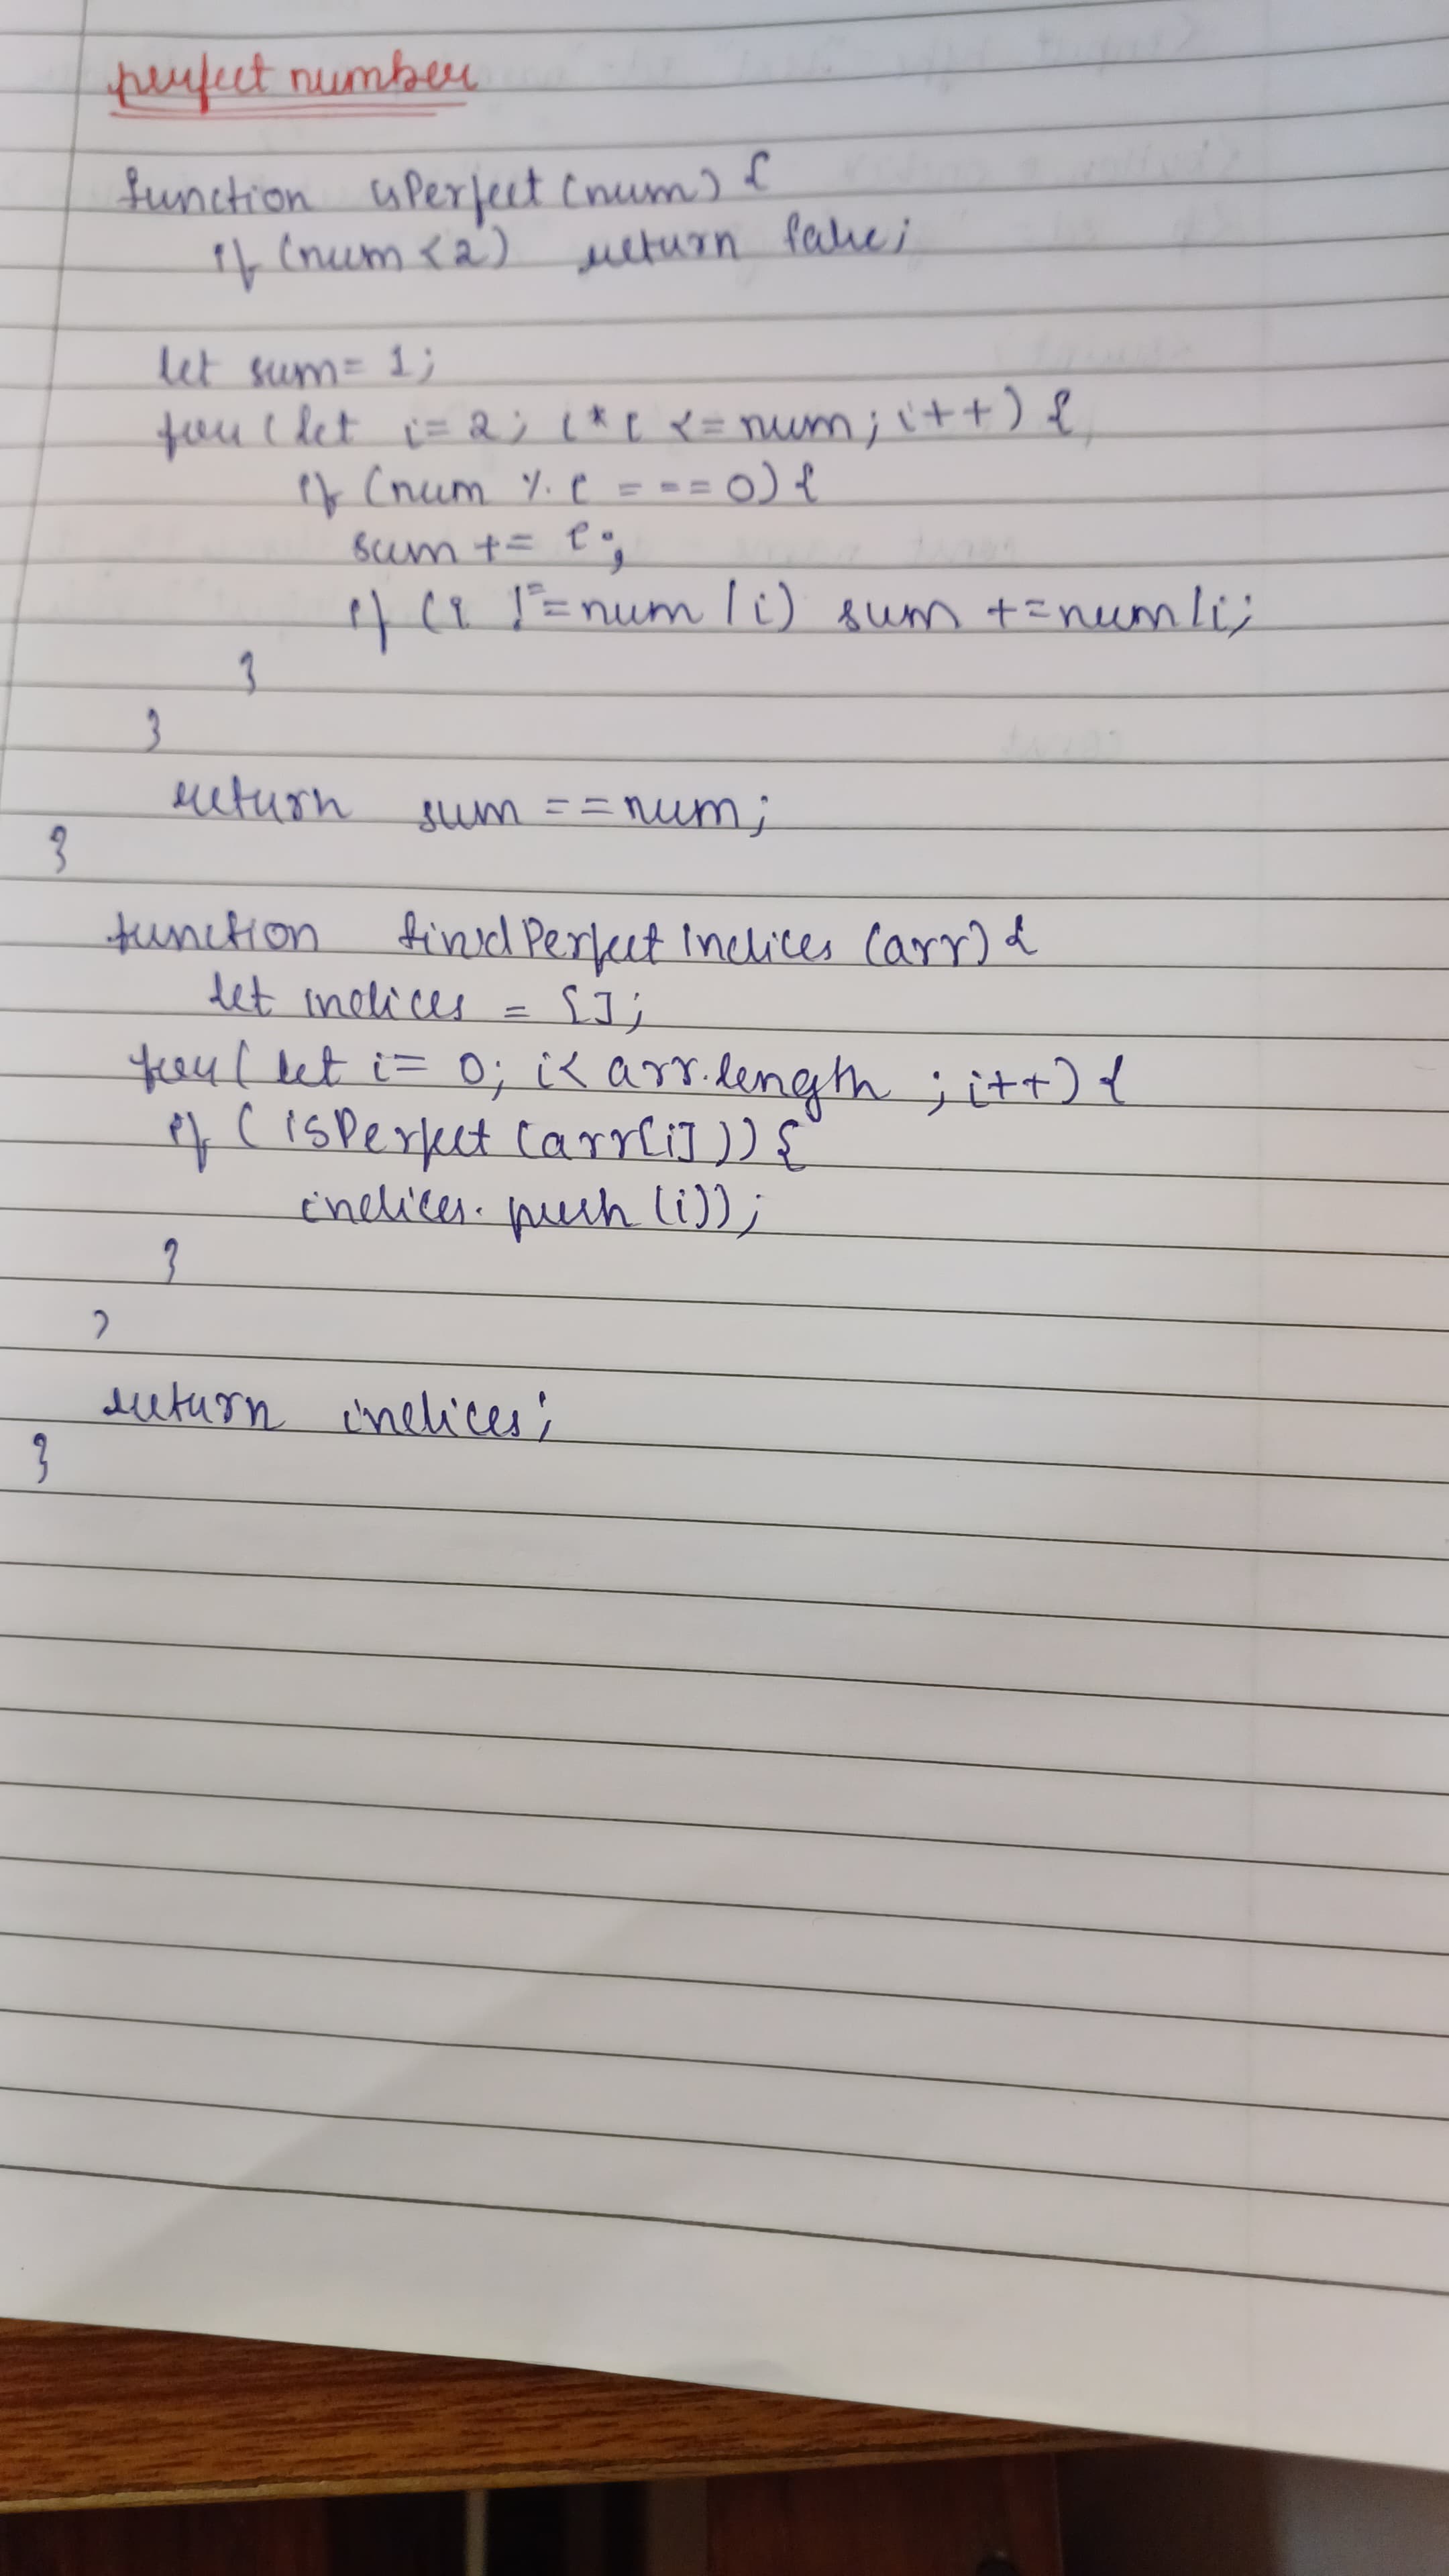 perfect number
function isPerfect (num) {
if (num < 2) return false;
let sum = 1;
for (let i = 2; i * i <= num; i++) {
if (num % i === 0) {
sum += i;
if (i !== num / i) sum += num / i;
}
}
return sum == num;
}
function findPerfectIndices (arr) {
let indices = [];
for (let i = 0; i < arr.length ; i++) {
if ( isPerfect (arr[i])) {
indices. push (i));
}
}
return indices;
}